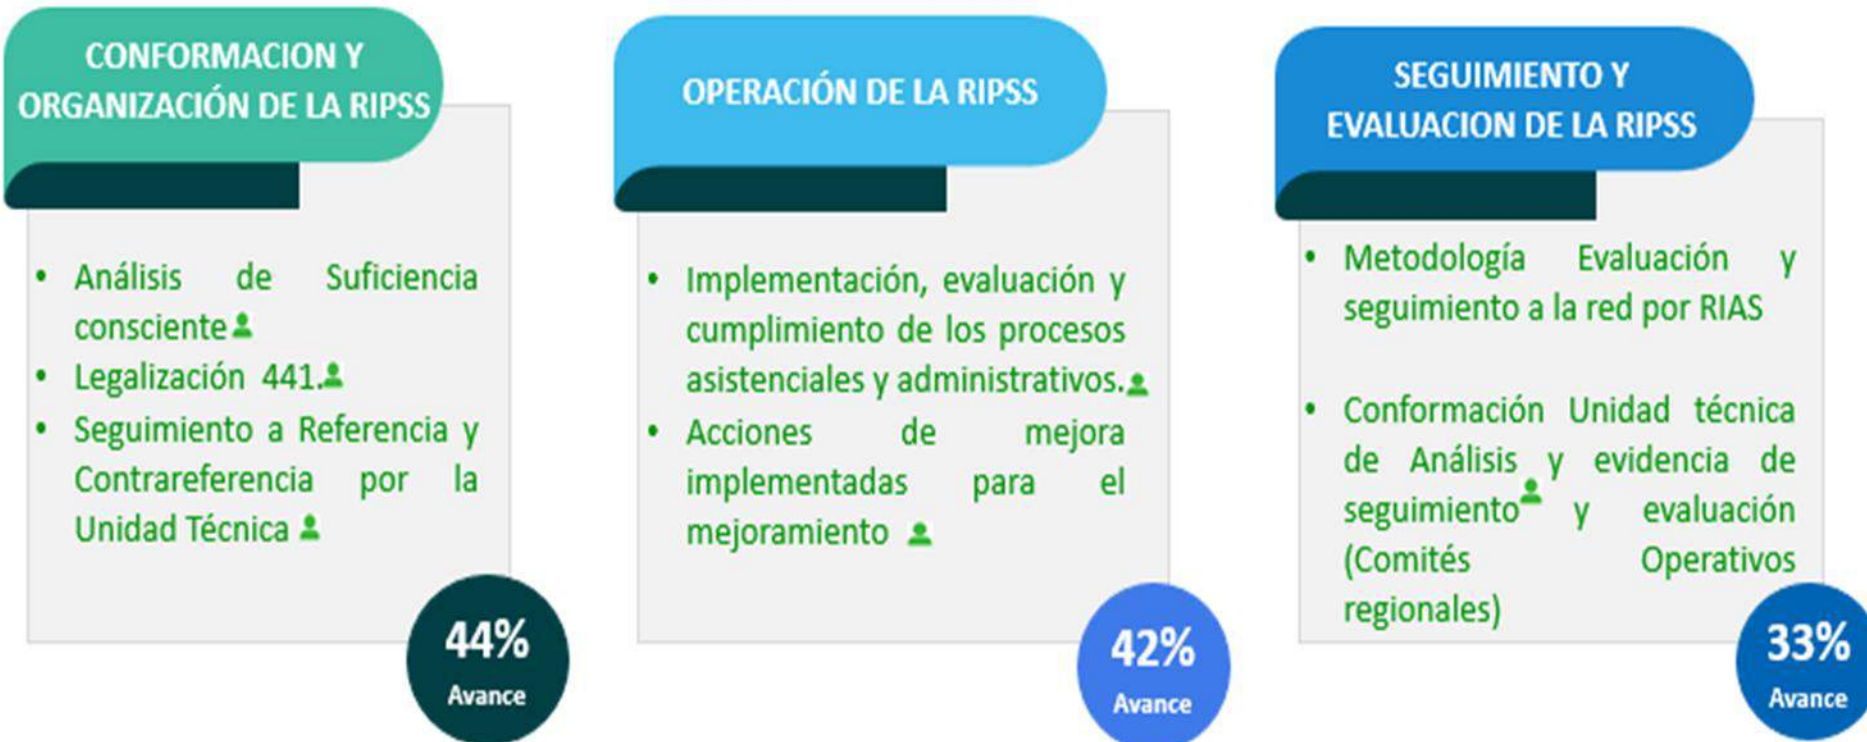 CONFORMACION Y
ORGANIZACIÓN DE LA RIPSS
• Análisis de Suficiencia
consciente
• Legalización 441.
• Seguimiento a Referencia y
Contrareferencia por la
Unidad Técnica
44%
Avance
OPERACIÓN DE LA RIPSS
• Implementación, evaluación y
cumplimiento de los procesos
asistenciales y administrativos.
• Acciones de mejora
implementadas para el
mejoramiento
42%
Avance
SEGUIMIENTO Y
EVALUACION DE LA RIPSS
• Metodología Evaluación y
seguimiento a la red por RIAS
• Conformación Unidad técnica
de Análisis y evidencia de
seguimiento y evaluación
(Comités Operativos
regionales)
33%
Avance